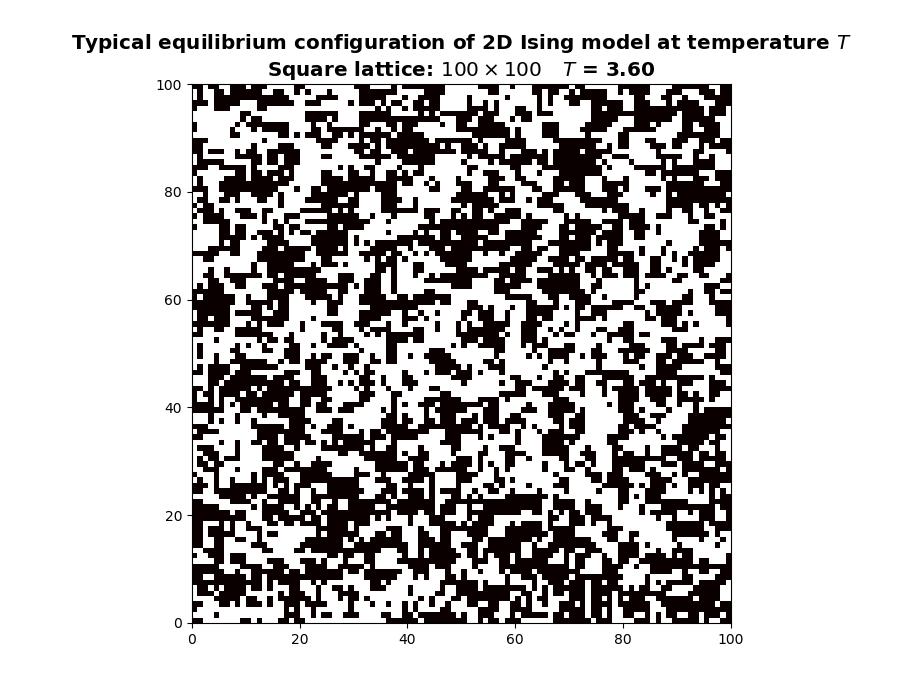 Typical equilibrium configuration of 2D Ising model at temperature T
Square lattice: 100 × 100 T = 3.60
100
80
60
40
20
0
0 20 40 60 80 100